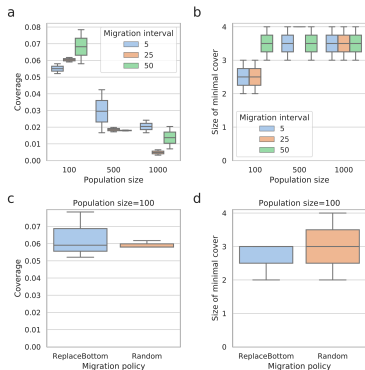 a
0.08
0.07
0.06
0.05
0.04
0.03
0.02
0.01
0.00
Coverage
Migration interval
5
25
50
100 500 1000
Population size
b
4
3
2
1
0
Size of minimal cover
Migration interval
5
25
50
100 500 1000
Population size
c
Population size=100
0.07
0.06
0.05
0.04
0.03
0.02
0.01
0.00
Coverage
ReplaceBottom Random
Migration policy
d
Population size=100
4
3
2
1
0
Size of minimal cover
ReplaceBottom Random
Migration policy